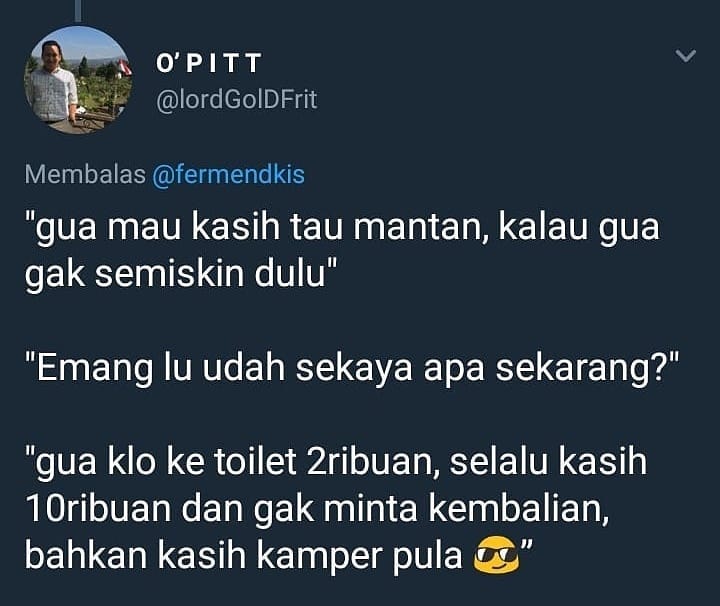 O'PITT
@lordGolDFrit
Membalas @fermendkis
"gua mau kasih tau mantan, kalau gua
gak semiskin dulu"
"Emang lu udah sekaya apa sekarang?"
"gua klo ke toilet 2ribuan, selalu kasih
10ribuan dan gak minta kembalian,
bahkan kasih kamper pula 😎”